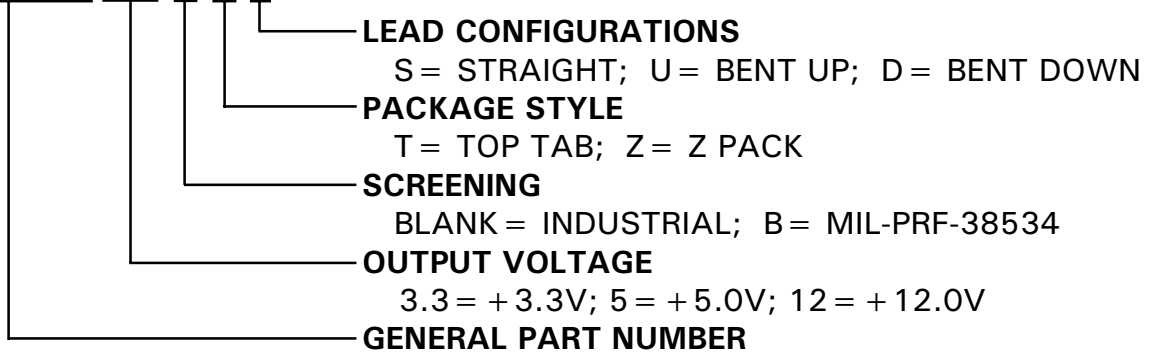 LEAD CONFIGURATIONS
S= STRAIGHT; U= BENT UP; D= BENT DOWN
PACKAGE STYLE
T= TOP TAB; Z= Z PACK
SCREENING
BLANK= INDUSTRIAL; B= MIL-PRF-38534
OUTPUT VOLTAGE
3.3=+3.3V; 5=+5.0V; 12=+12.0V
GENERAL PART NUMBER